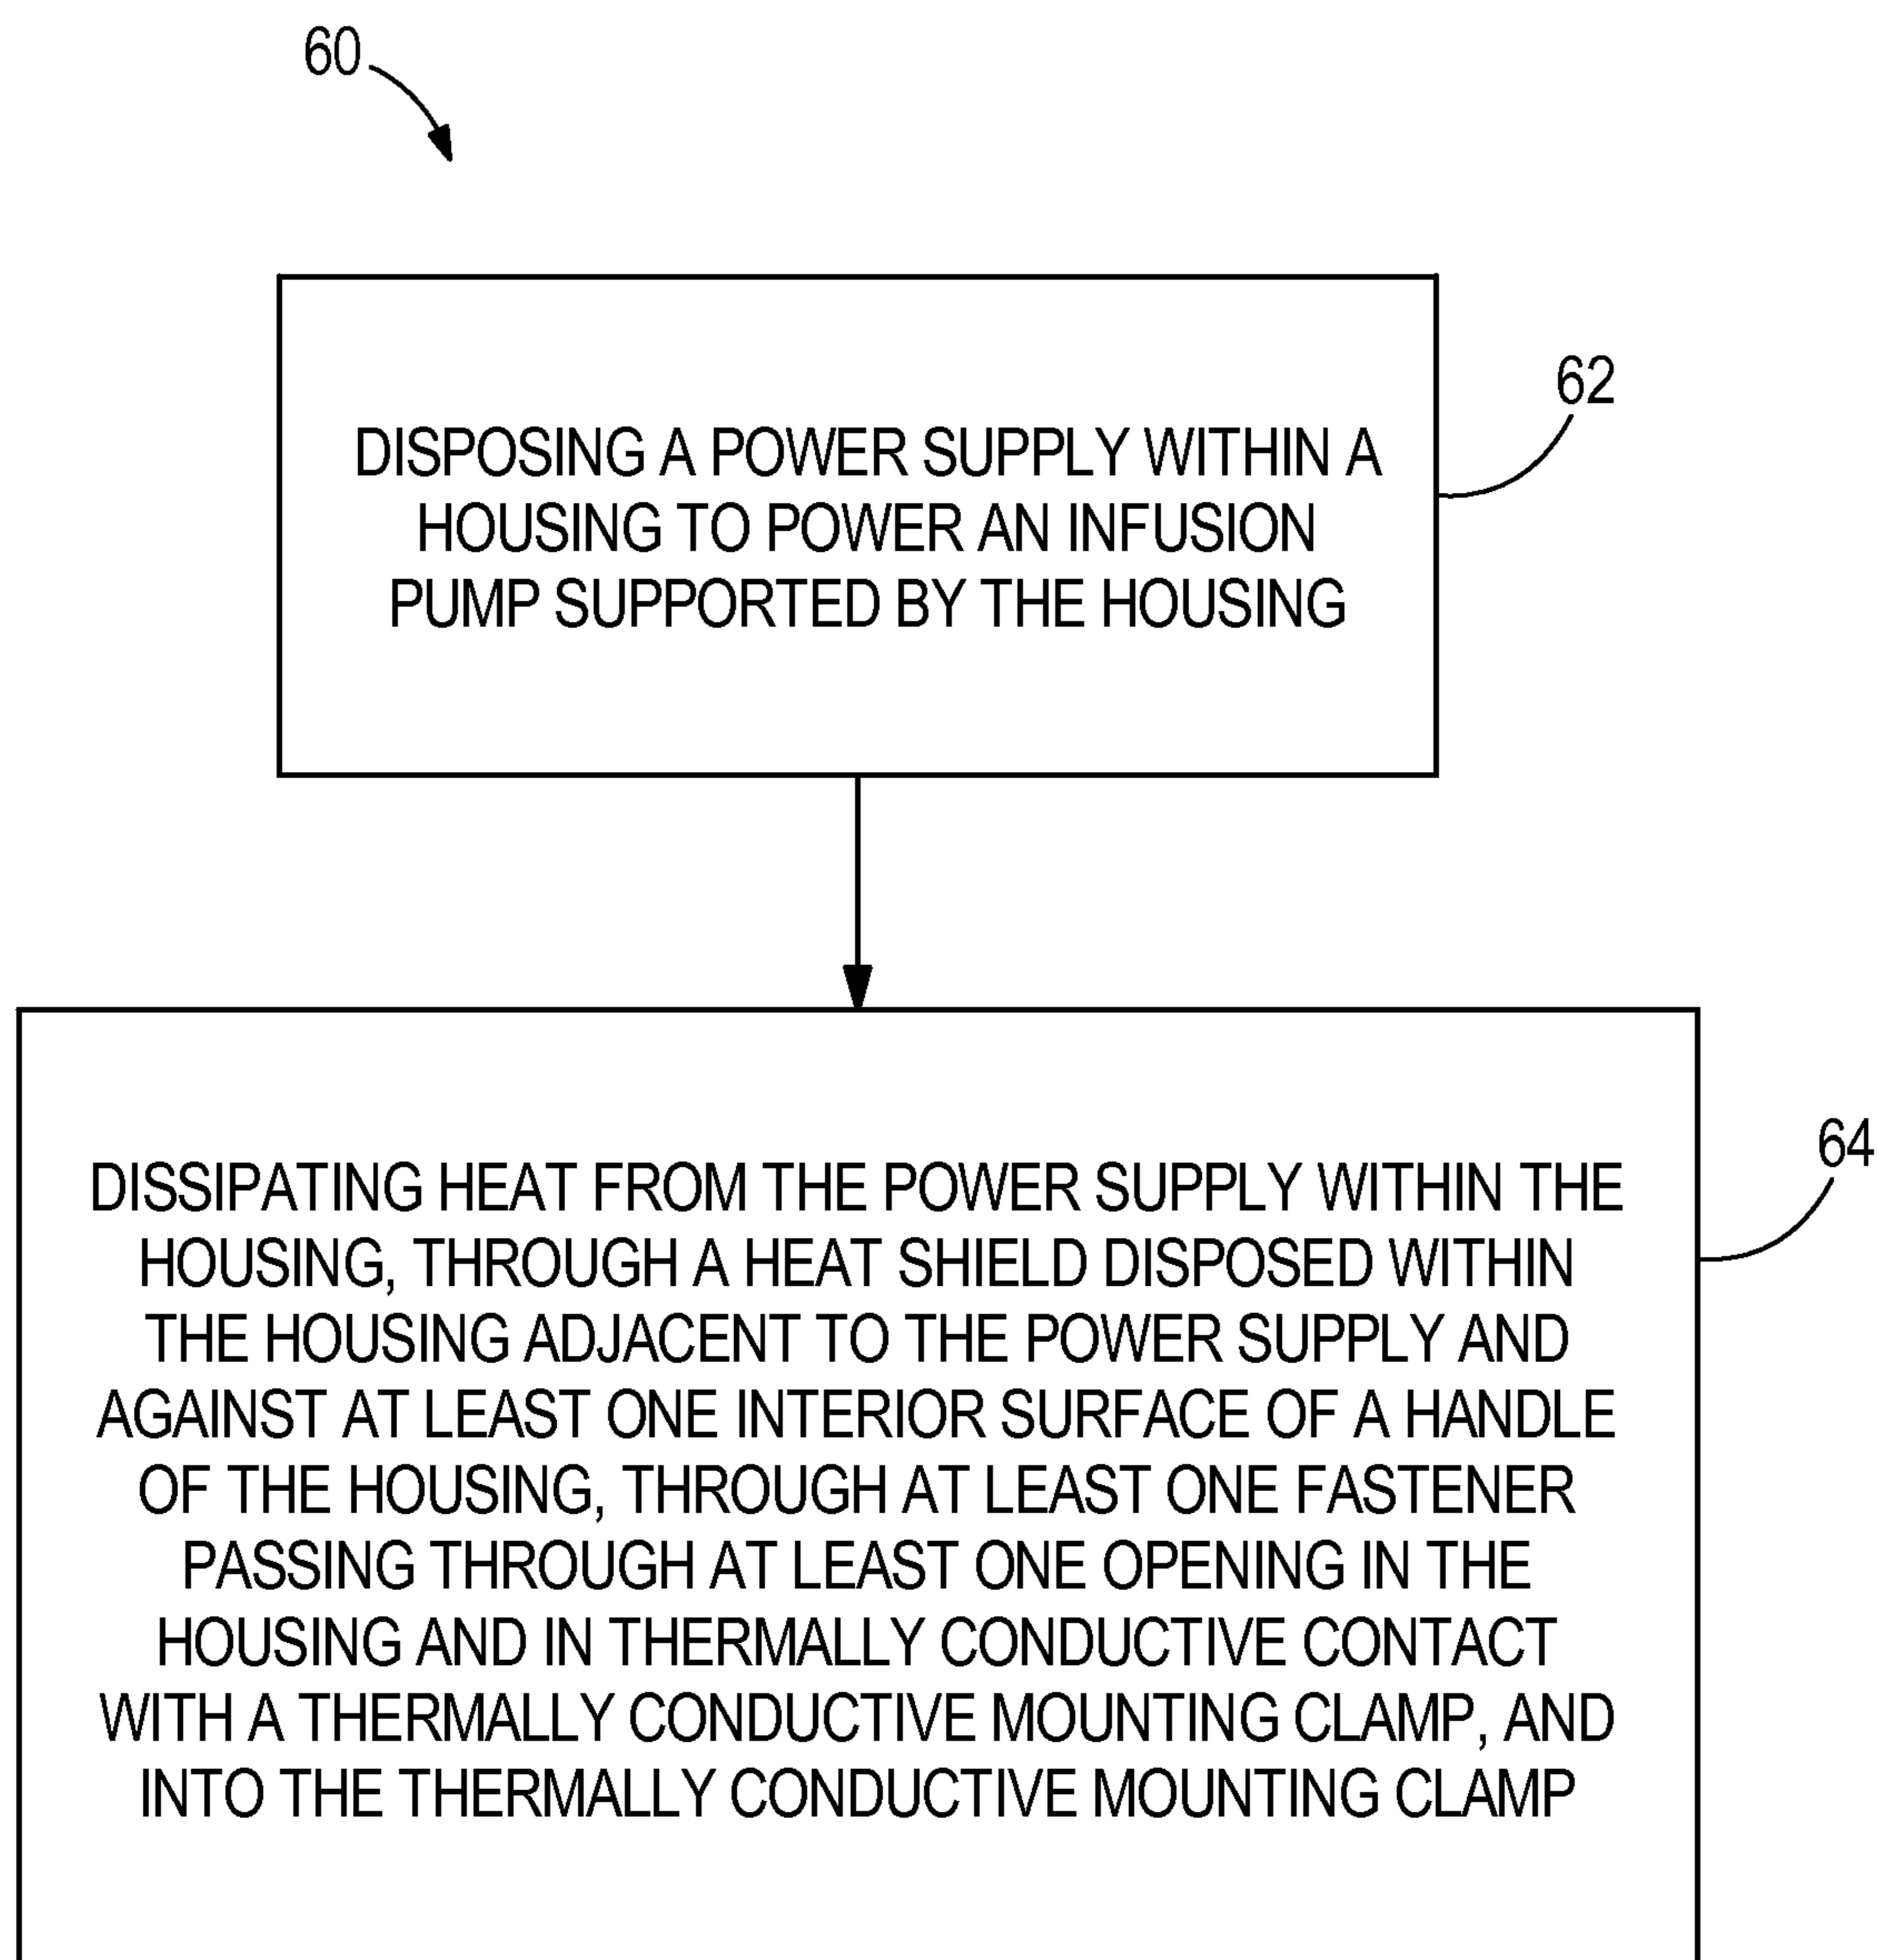 60
62
DISPOSING A POWER SUPPLY WITHIN A
HOUSING TO POWER AN INFUSION
PUMP SUPPORTED BY THE HOUSING
64
DISSIPATING HEAT FROM THE POWER SUPPLY WITHIN THE
HOUSING, THROUGH A HEAT SHIELD DISPOSED WITHIN
THE HOUSING ADJACENT TO THE POWER SUPPLY AND
AGAINST AT LEAST ONE INTERIOR SURFACE OF A HANDLE
OF THE HOUSING, THROUGH AT LEAST ONE FASTENER
PASSING THROUGH AT LEAST ONE OPENING IN THE
HOUSING AND IN THERMALLY CONDUCTIVE CONTACT
WITH A THERMALLY CONDUCTIVE MOUNTING CLAMP, AND
INTO THE THERMALLY CONDUCTIVE MOUNTING CLAMP